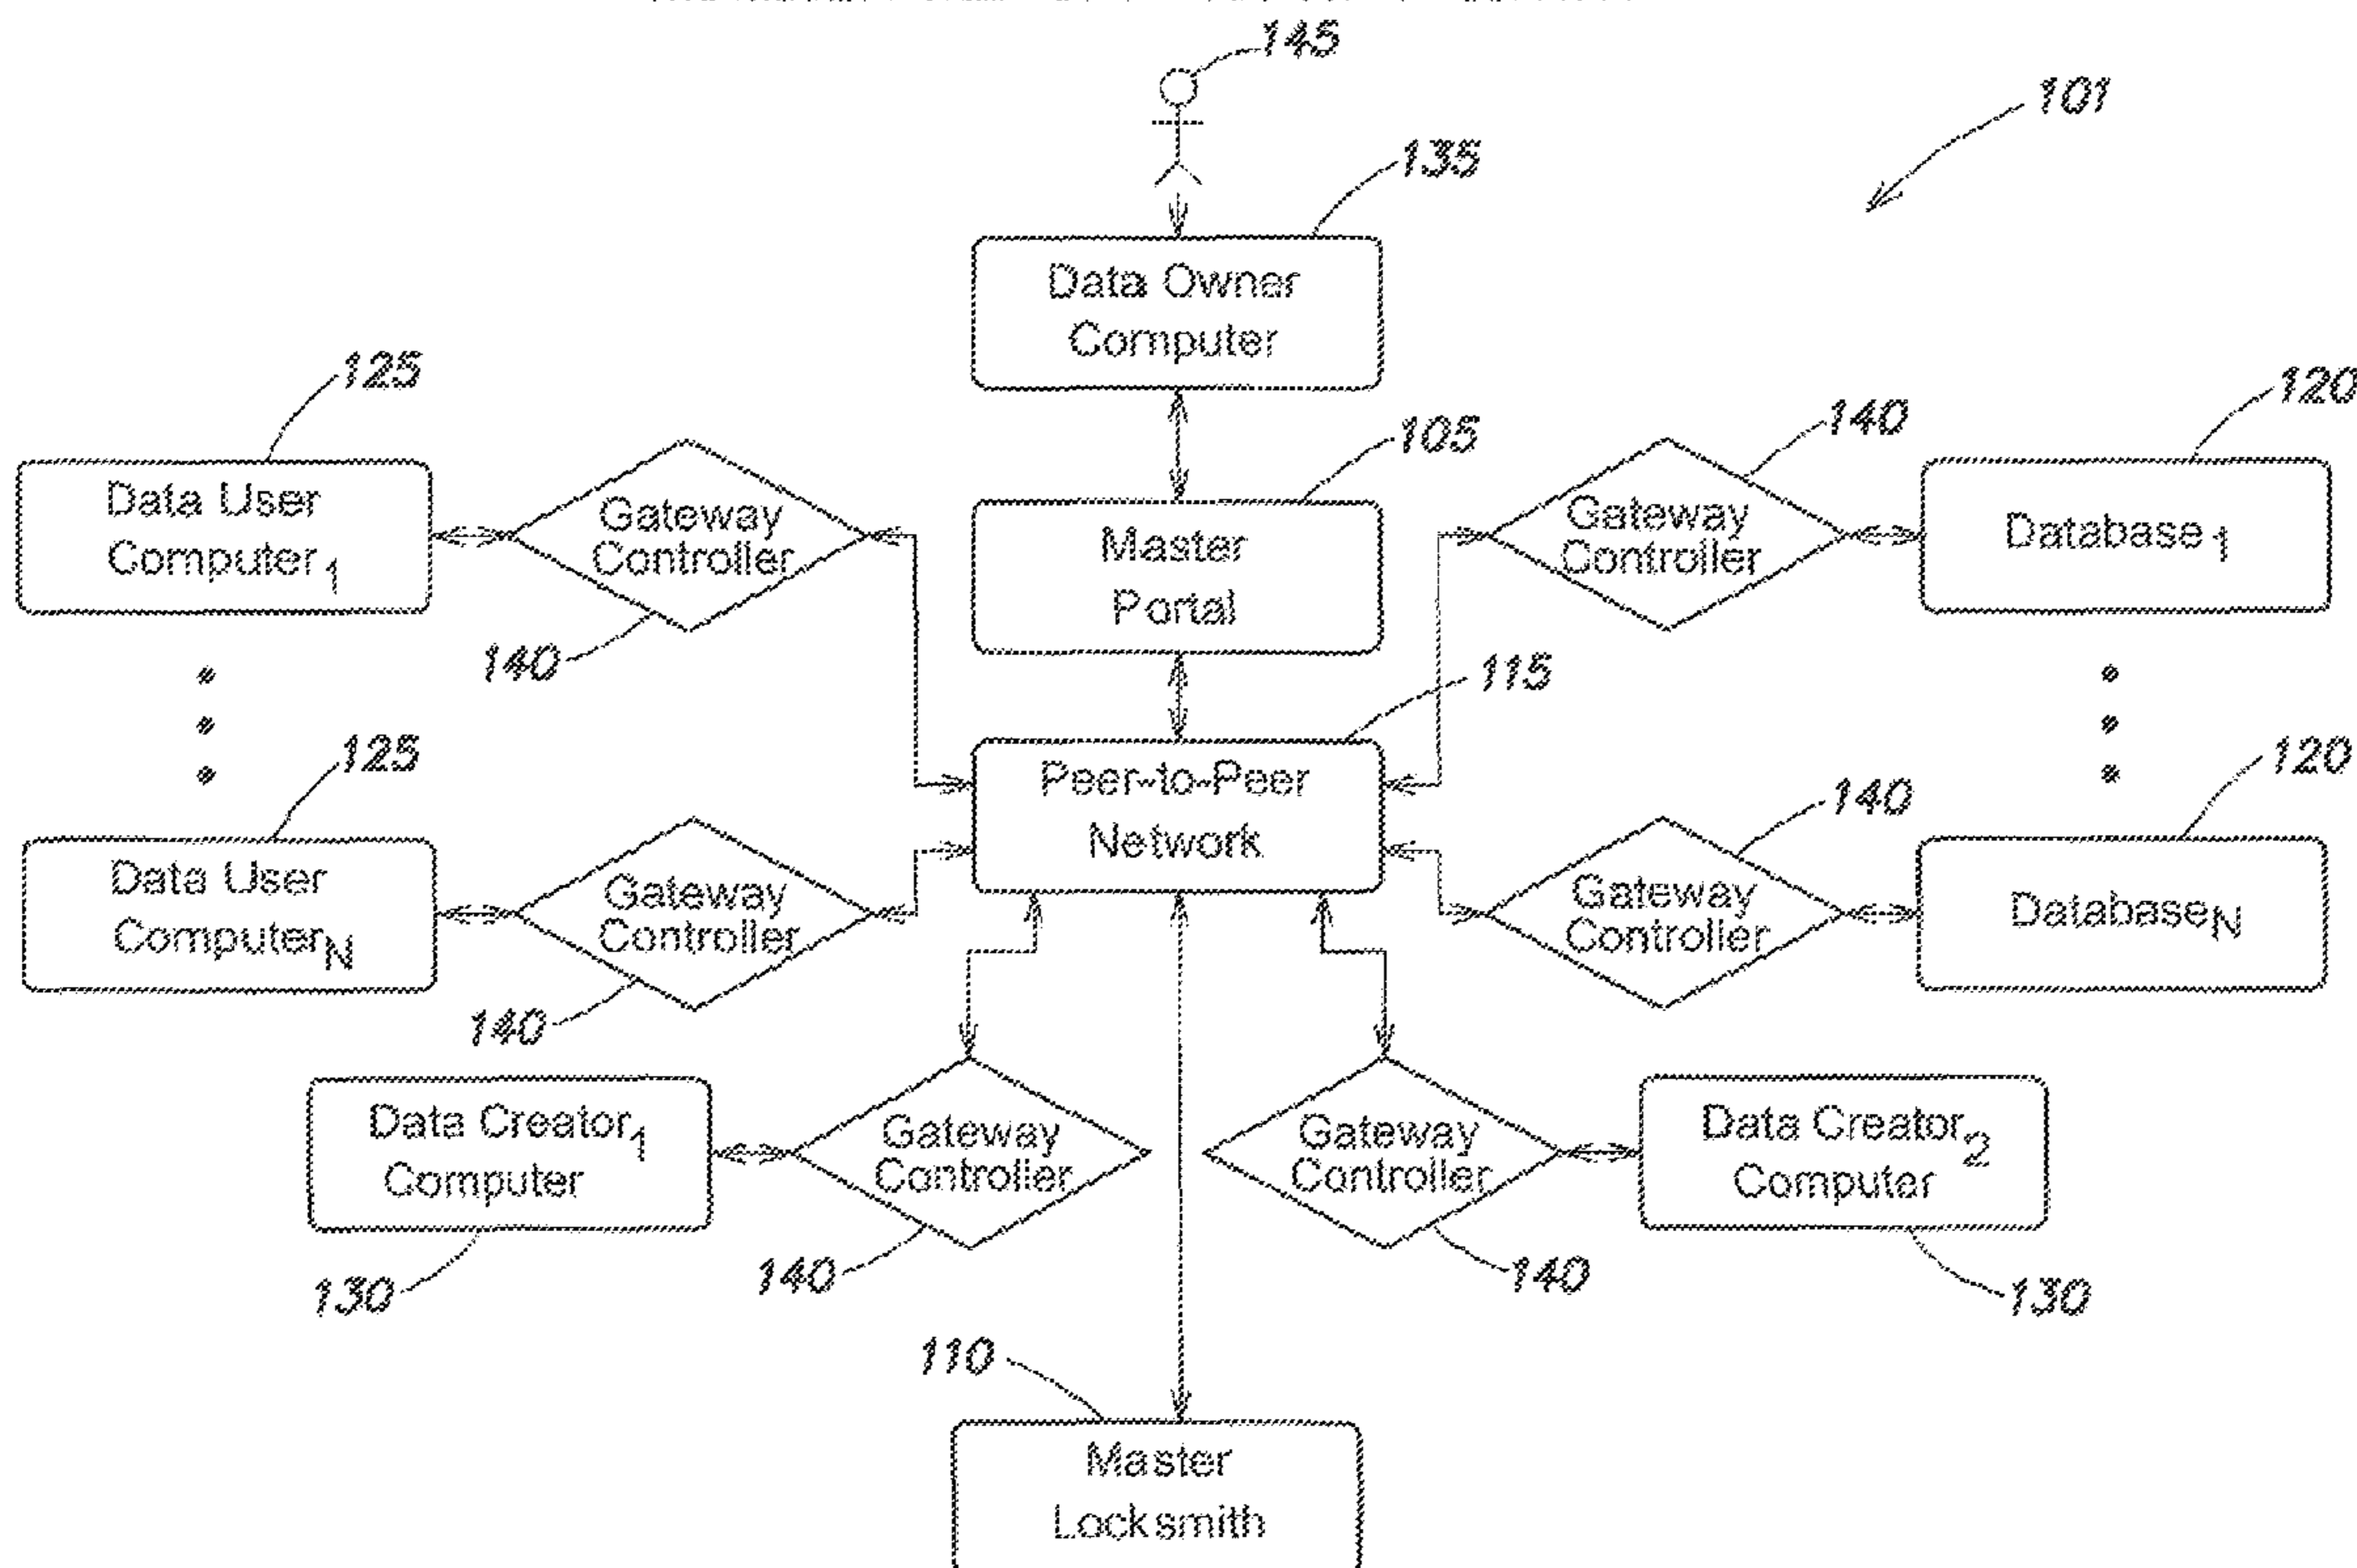 145
101
135
Data Owner
Computer
125
120
140
105
Data User
Computer1
Gateway
Controller
Master
Portal
Gateway
Controller
Database1
140
115
125
120
140
Peer-to-Peer
Network
Data User
ComputerN
Gateway
Controller
Gateway
Controller
DatabaseN
140
Data Creator1
Computer
Gateway
Controller
Gateway
Controller
Data Creator2
Computer
130
140
140
130
110
Master
Locksmith